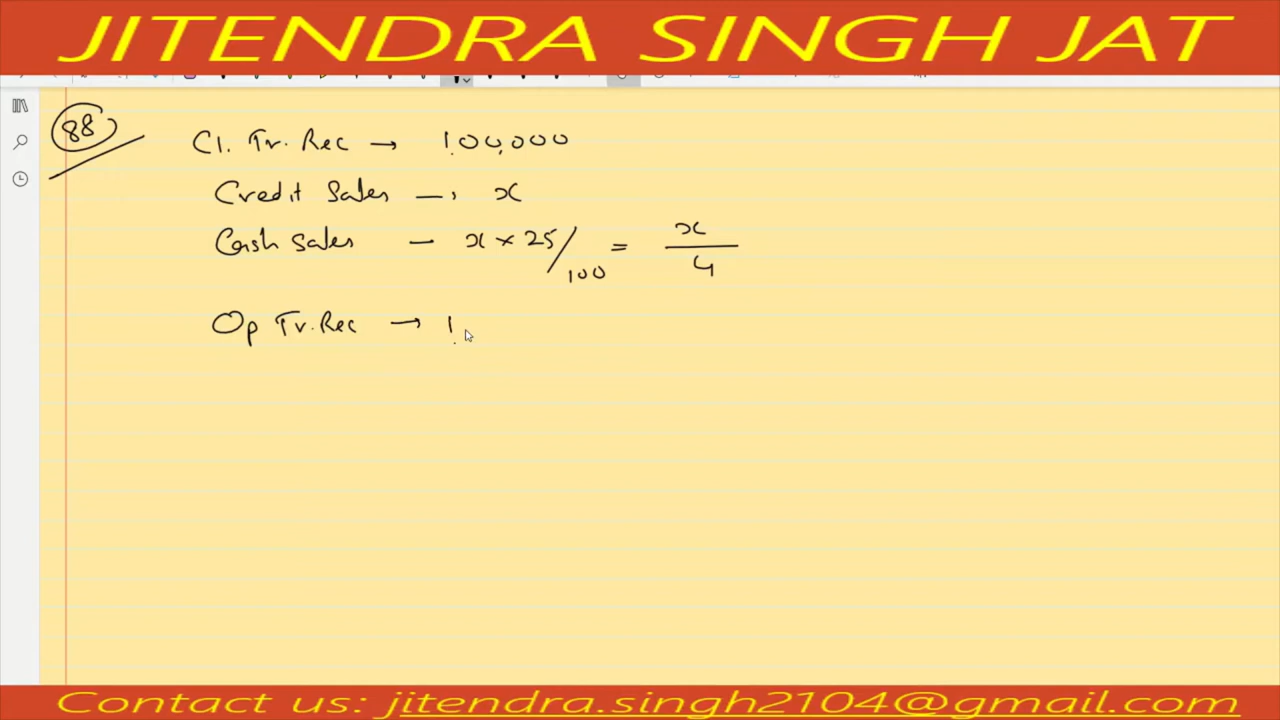 JITENDRA SINGH JAT
88
Cl. Tr. Rec → 1,00,000
Credit Sales — x
Cash Sales — x × 25/100 = x/4
Op Tr. Rec → 1,
Contact us: jitendra.singh2104@gmail.com